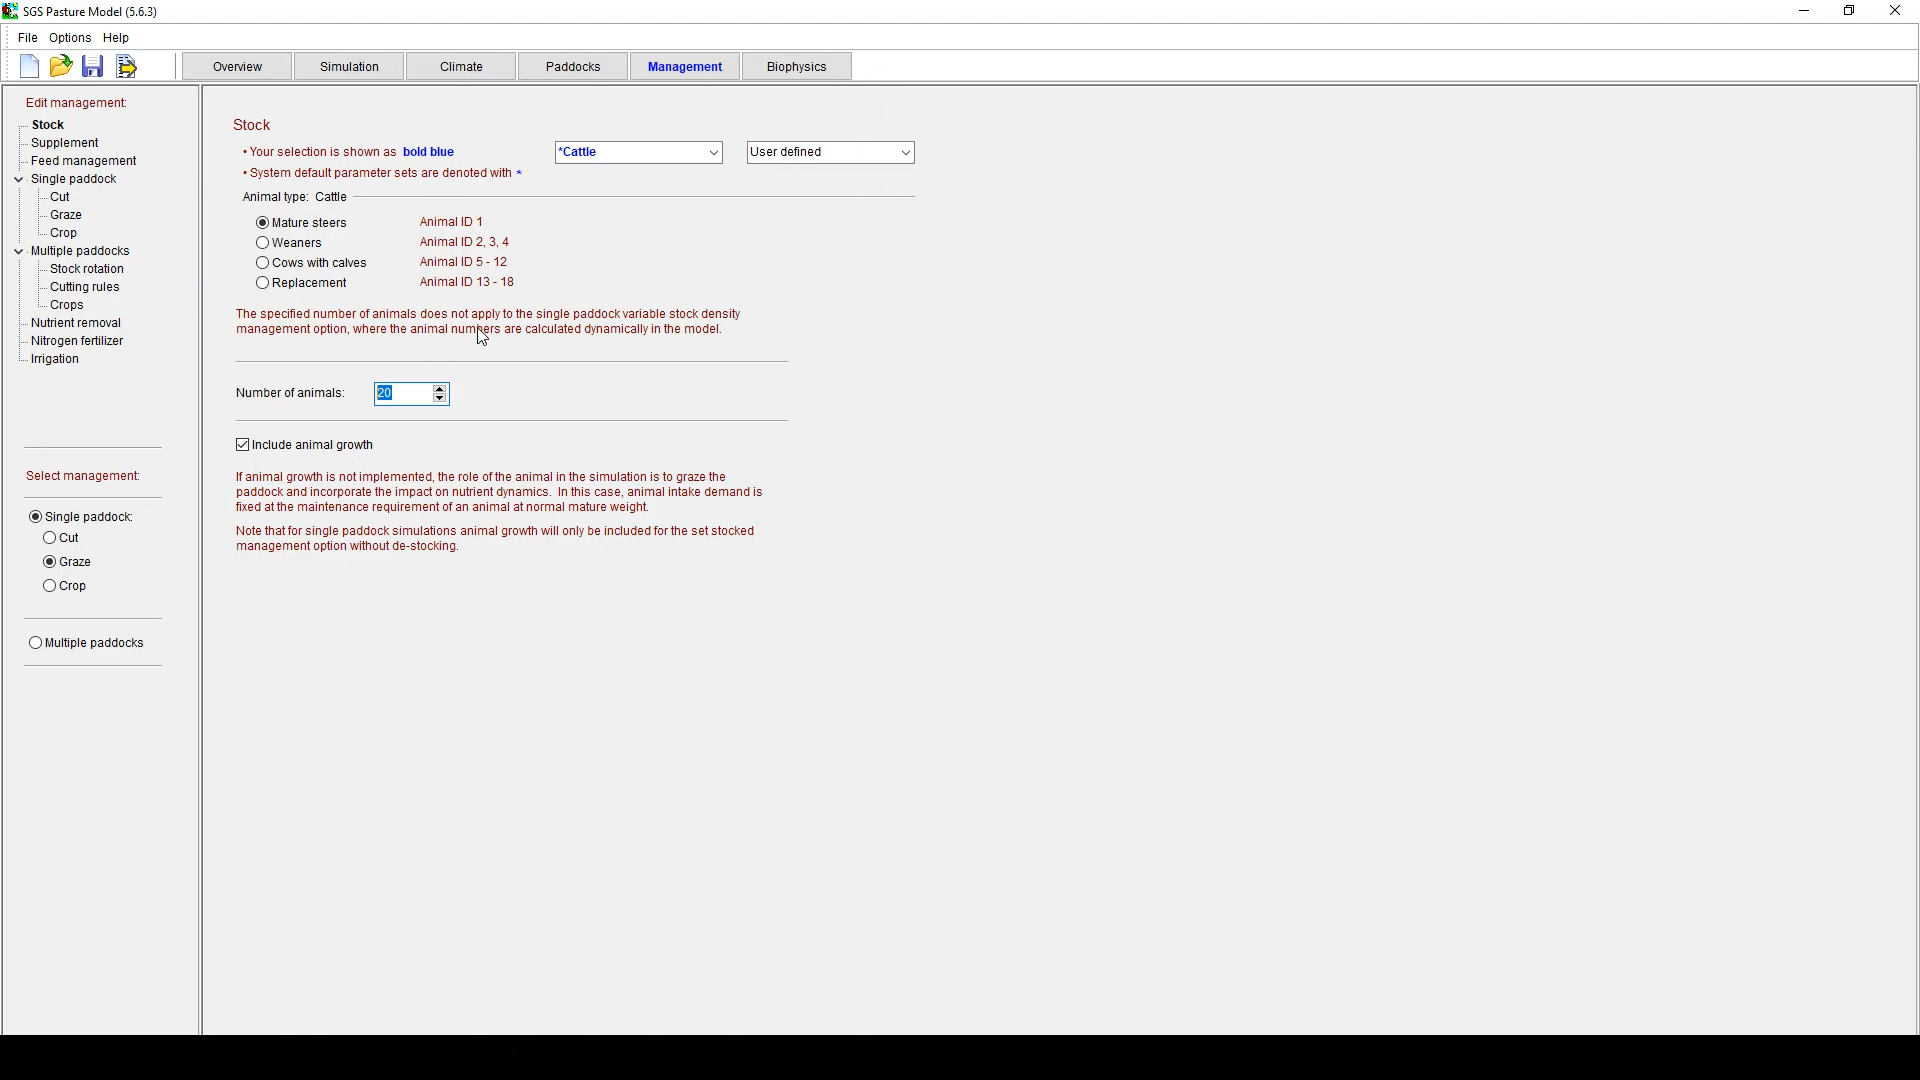 SGS Pasture Model (5.6.3)
File Options Help
Overview Simulation Climate Paddocks Management Biophysics
Edit management:
Stock
Supplement
Feed management
Single paddock
Cut
Graze
Crop
Multiple paddocks
Stock rotation
Cutting rules
Crops
Nutrient removal
Nitrogen fertilizer
Irrigation
Select management:
Single paddock:
Cut
Graze
Crop
Multiple paddocks
Stock
• Your selection is shown as bold blue *Cattle User defined
• System default parameter sets are denoted with *
Animal type: Cattle
Mature steers Animal ID 1
Weaners Animal ID 2, 3, 4
Cows with calves Animal ID 5 - 12
Replacement Animal ID 13 - 18
The specified number of animals does not apply to the single paddock variable stock density
management option, where the animal numbers are calculated dynamically in the model.
Number of animals: 20
Include animal growth
If animal growth is not implemented, the role of the animal in the simulation is to graze the
paddock and incorporate the impact on nutrient dynamics. In this case, animal intake demand is
fixed at the maintenance requirement of an animal at normal mature weight.
Note that for single paddock simulations animal growth will only be included for the set stocked
management option without de-stocking.